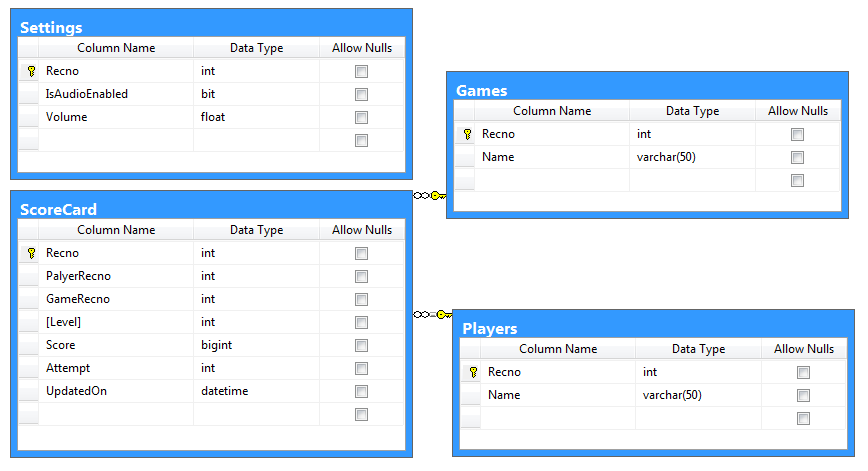 Settings
Column Name Data Type Allow Nulls
Recno int
IsAudioEnabled bit
Volume float
Games
Column Name Data Type Allow Nulls
Recno int
Name varchar(50)
ScoreCard
Column Name Data Type Allow Nulls
Recno int
PalyerRecno int
GameRecno int
[Level] int
Score bigint
Attempt int
UpdatedOn datetime
Players
Column Name Data Type Allow Nulls
Recno int
Name varchar(50)